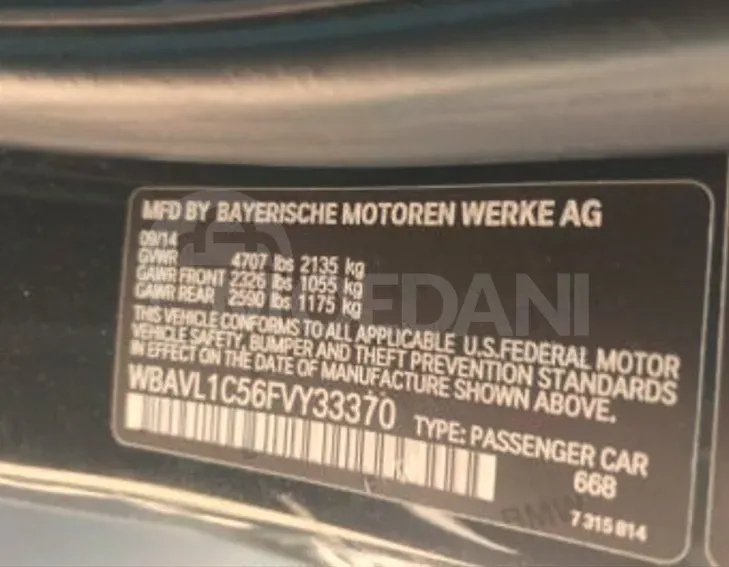 MFD BY BAYERISCHE MOTOREN WERKE AG
09/14
GVWR 4707 lbs 2135 kg
GAWR FRONT 2326 lbs 1055 kg
GAWR REAR 2590 lbs 1175 kg
THIS VEHICLE CONFORMS TO ALL APPLICABLE U.S.FEDERAL MOTOR
VEHICLE SAFETY, BUMPER AND THEFT PREVENTION STANDARDS
IN EFFECT ON THE DATE OF MANUFACTURE SHOWN ABOVE.
WBAVL1C56FVY33370 TYPE: PASSENGER CAR
668
BMW
7 315 814